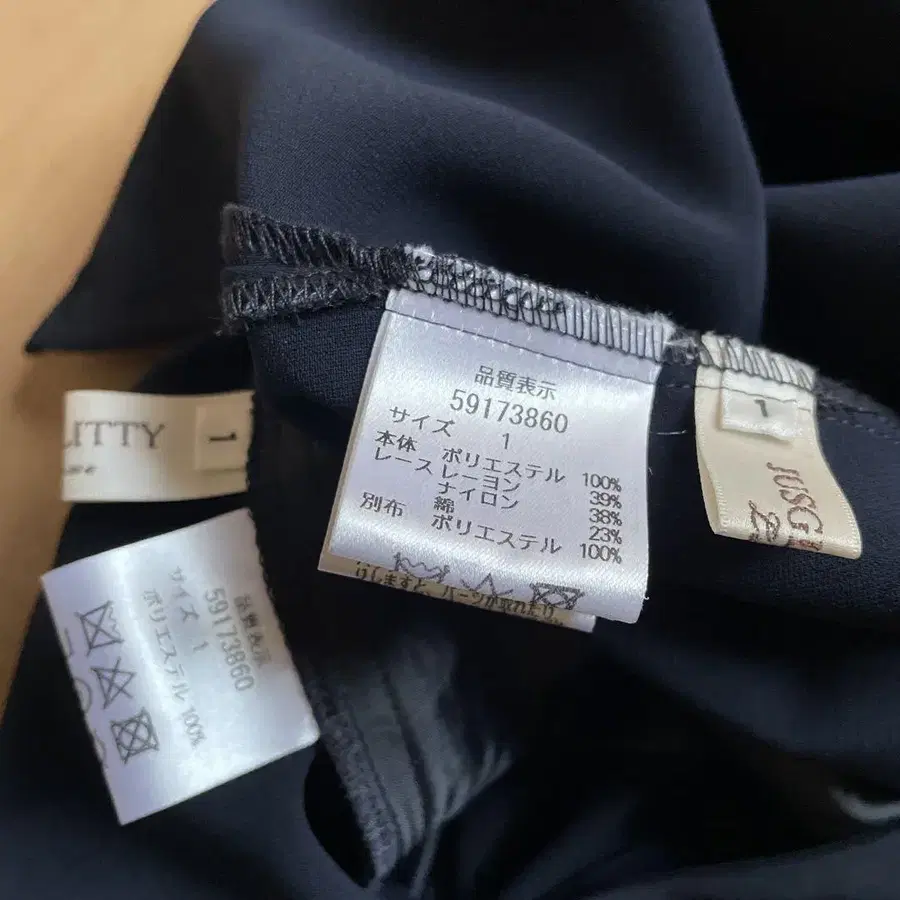 品質表示
59173860
サイズ 1
本体 ポリエステル 100%
レース レーヨン 39%
ナイロン 38%
綿 23%
別布 ポリエステル 100%
LITTY
1
1
JUSG
品質表示
59173860
サイズ 1
ポリエステル 100%